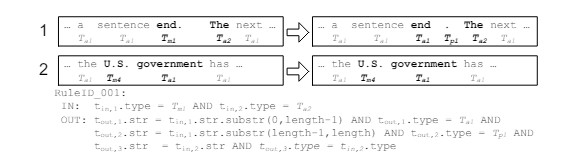 1 ... a sentence end. The next ... ... a sentence end . The next ...
T_a1 T_a1 T_m1 T_a2 T_a1 T_a1 T_a1 T_a1 T_p1 T_a2 T_a1
2 ... the U.S. government has ... ... the U.S. government has ...
T_a1 T_m4 T_a1 T_a1 T_a1 T_m4 T_a1 T_a1
RuleID_001:
IN: t_in,1.type = T_m1 AND t_in,2.type = T_a2
OUT: t_out,1.str = t_in,1.str.substr(0,length-1) AND t_out,1.type = T_a1 AND
t_out,2.str = t_in,1.str.substr(length-1,length) AND t_out,2.type = T_p1 AND
t_out,3.str = t_in,2.str AND t_out,3.type = t_in,2.type